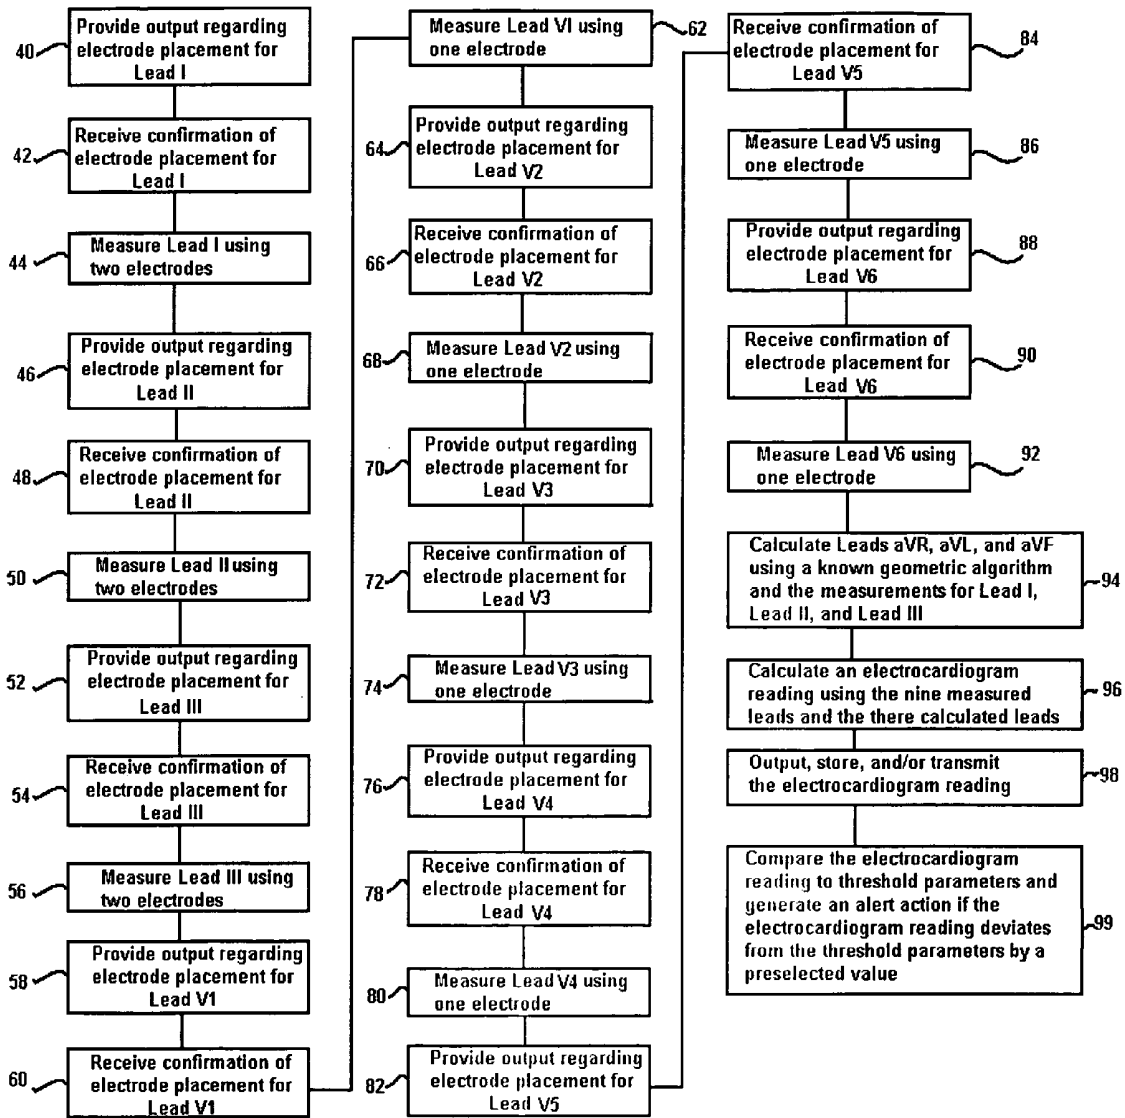 40
Provide output regarding
electrode placement for
Lead I
42
Receive confirmation of
electrode placement for
Lead I
44
Measure Lead I using
two electrodes
46
Provide output regarding
electrode placement for
Lead II
48
Receive confirmation of
electrode placement for
Lead II
50
Measure Lead II using
two electrodes
52
Provide output regarding
electrode placement for
Lead III
54
Receive confirmation of
electrode placement for
Lead III
56
Measure Lead III using
two electrodes
58
Provide output regarding
electrode placement for
Lead V1
60
Receive confirmation of
electrode placement for
Lead V1
Measure Lead VI using
one electrode
62
64
Provide output regarding
electrode placement for
Lead V2
66
Receive confirmation of
electrode placement for
Lead V2
68
Measure Lead V2 using
one electrode
70
Provide output regarding
electrode placement for
Lead V3
72
Receive confirmation of
electrode placement for
Lead V3
74
Measure Lead V3 using
one electrode
76
Provide output regarding
electrode placement for
Lead V4
78
Receive confirmation of
electrode placement for
Lead V4
80
Measure Lead V4 using
one electrode
82
Provide output regarding
electrode placement for
Lead V5
Receive confirmation of
electrode placement for
Lead V5
84
Measure Lead V5 using
one electrode
86
Provide output regarding
electrode placement for
Lead V6
88
Receive confirmation of
electrode placement for
Lead V6
90
Measure Lead V6 using
one electrode
92
Calculate Leads aVR, aVL, and aVF
using a known geometric algorithm
and the measurements for Lead I,
Lead II, and Lead III
94
Calculate an electrocardiogram
reading using the nine measured
leads and the there calculated leads
96
Output, store, and/or transmit
the electrocardiogram reading
98
Compare the electrocardiogram
reading to threshold parameters and
generate an alert action if the
electrocardiogram reading deviates
from the threshold parameters by a
preselected value
99